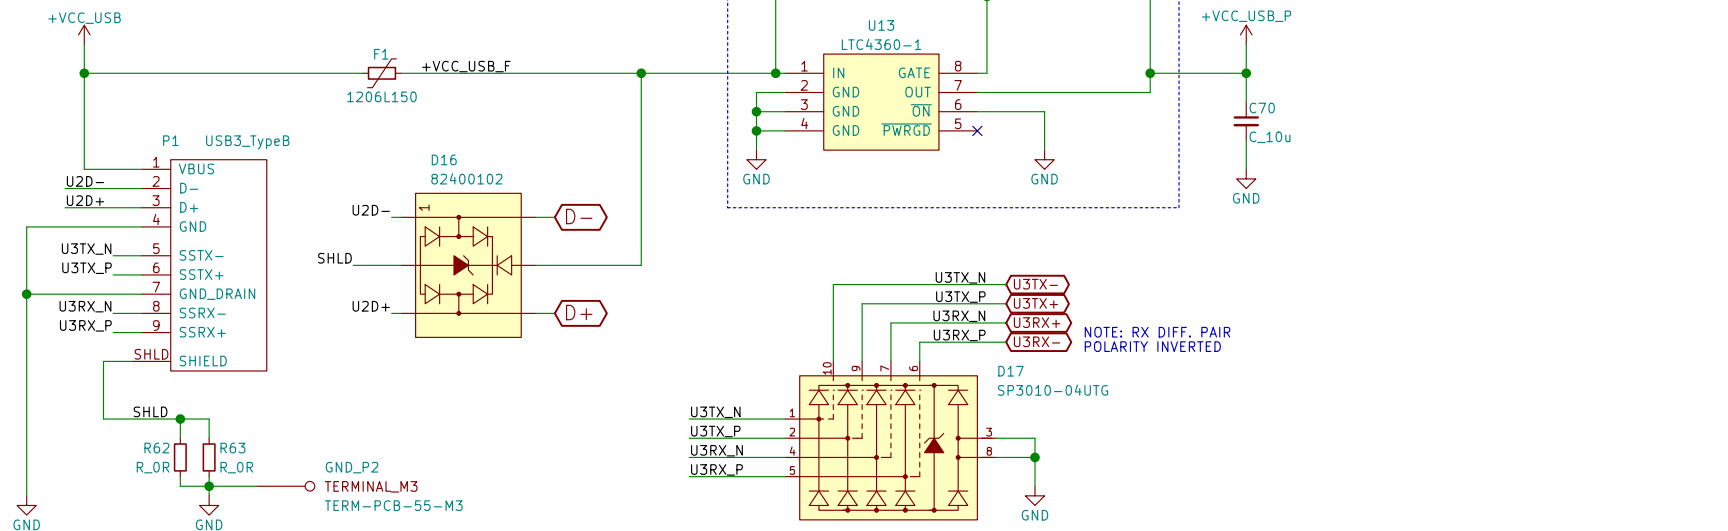 +VCC_USB
F1
+VCC_USB_F
1206L150
U13
LTC4360-1
1 IN GATE 8
2 GND OUT 7
3 GND ON 6
4 GND PWRGD 5
GND
GND
+VCC_USB_P
C70
C_10u
GND
P1 USB3_TypeB
1 VBUS
U2D- 2 D-
U2D+ 3 D+
4 GND
U3TX_N 5 SSTX-
U3TX_P 6 SSTX+
7 GND_DRAIN
U3RX_N 8 SSRX-
U3RX_P 9 SSRX+
SHLD SHIELD
SHLD
R62
R_0R
R63
R_0R
GND_P2
TERMINAL_M3
TERM-PCB-55-M3
GND
GND
D16
82400102
1
U2D- D-
SHLD
U2D+ D+
U3TX_N U3TX-
U3TX_P U3TX+
U3RX_N U3RX+
U3RX_P U3RX-
NOTE: RX DIFF. PAIR
POLARITY INVERTED
D17
SP3010-04UTG
10 9 7 6
U3TX_N 1
U3TX_P 2 3
U3RX_N 4 8
U3RX_P 5
GND